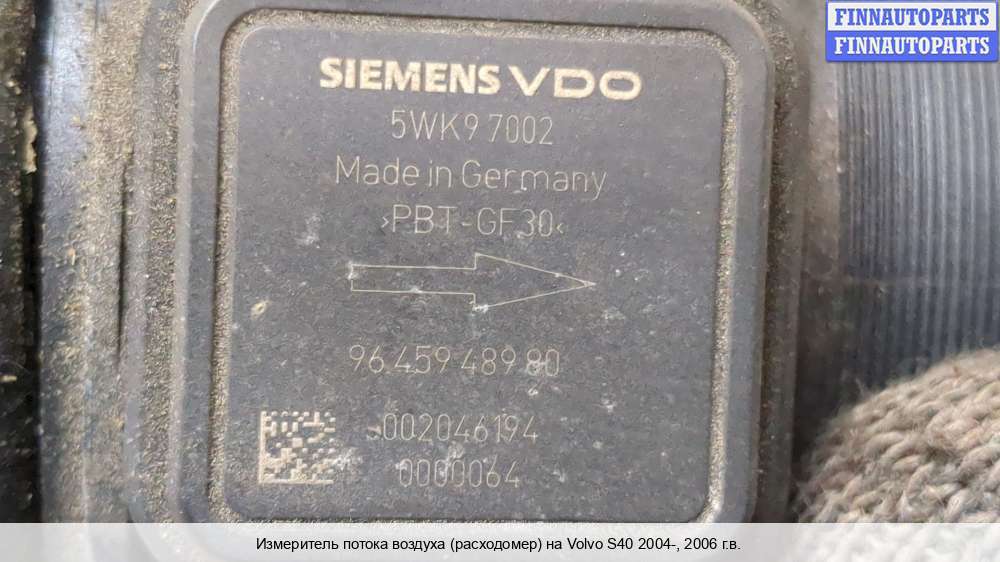 FINNAUTOPARTS
FINNAUTOPARTS
SIEMENS VDO
5WK9 7002
Made in Germany
›PBT-GF30‹
96 459 489 80
002046194
0000064
Измеритель потока воздуха (расходомер) на Volvo S40 2004-, 2006 г.в.